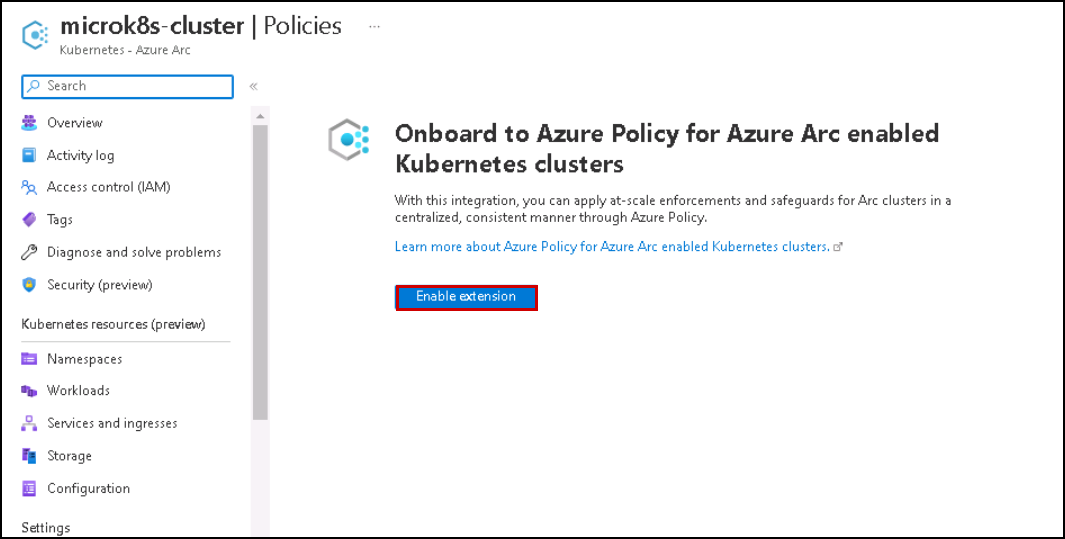 microk8s-cluster | Policies ...
Kubernetes - Azure Arc
Search
«
Overview
Activity log
Access control (IAM)
Tags
Diagnose and solve problems
Security (preview)
Kubernetes resources (preview)
Namespaces
Workloads
Services and ingresses
Storage
Configuration
Settings
Onboard to Azure Policy for Azure Arc enabled
Kubernetes clusters
With this integration, you can apply at-scale enforcements and safeguards for Arc clusters in a
centralized, consistent manner through Azure Policy.
Learn more about Azure Policy for Azure Arc enabled Kubernetes clusters.
Enable extension